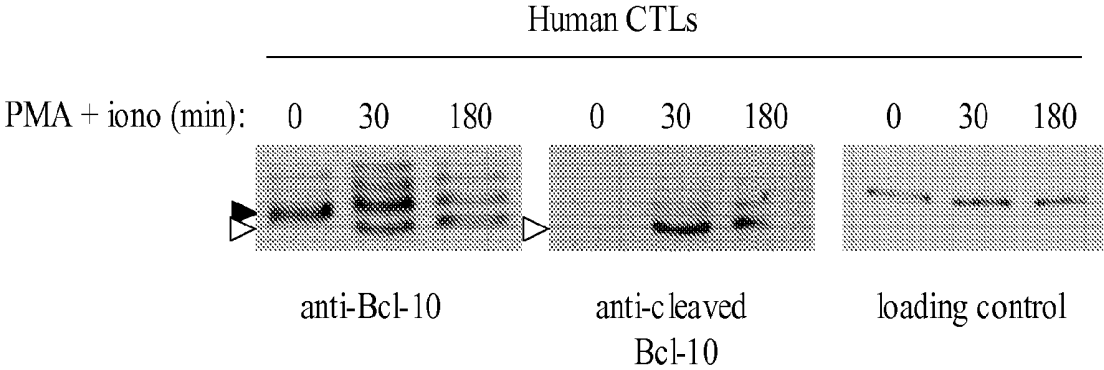 Human CTLs
PMA + iono (min): 0 30 180 0 30 180 0 30 180
anti-Bcl-10 anti-cleaved loading control
Bcl-10